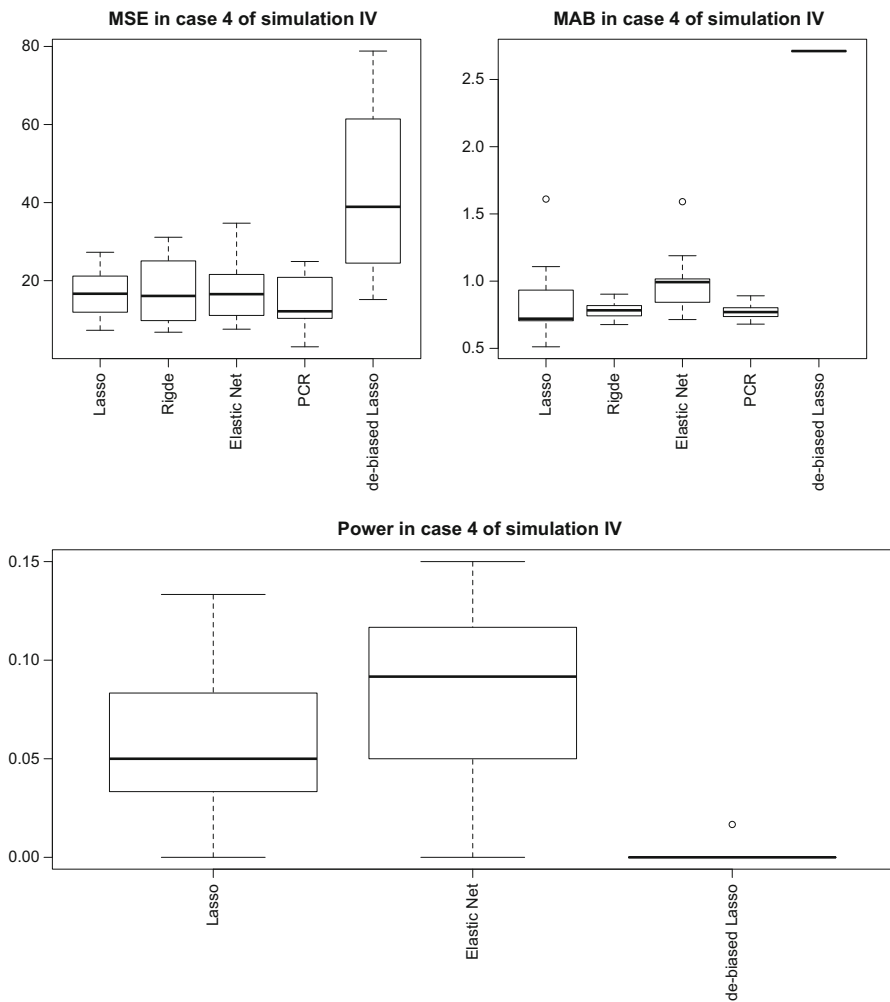 MSE in case 4 of simulation IV
80
60
40
20
Lasso
Rigde
Elastic Net
PCR
de-biased Lasso
MAB in case 4 of simulation IV
2.5
2.0
1.5
1.0
0.5
Lasso
Rigde
Elastic Net
PCR
de-biased Lasso
Power in case 4 of simulation IV
0.15
0.10
0.05
0.00
Lasso
Elastic Net
de-biased Lasso